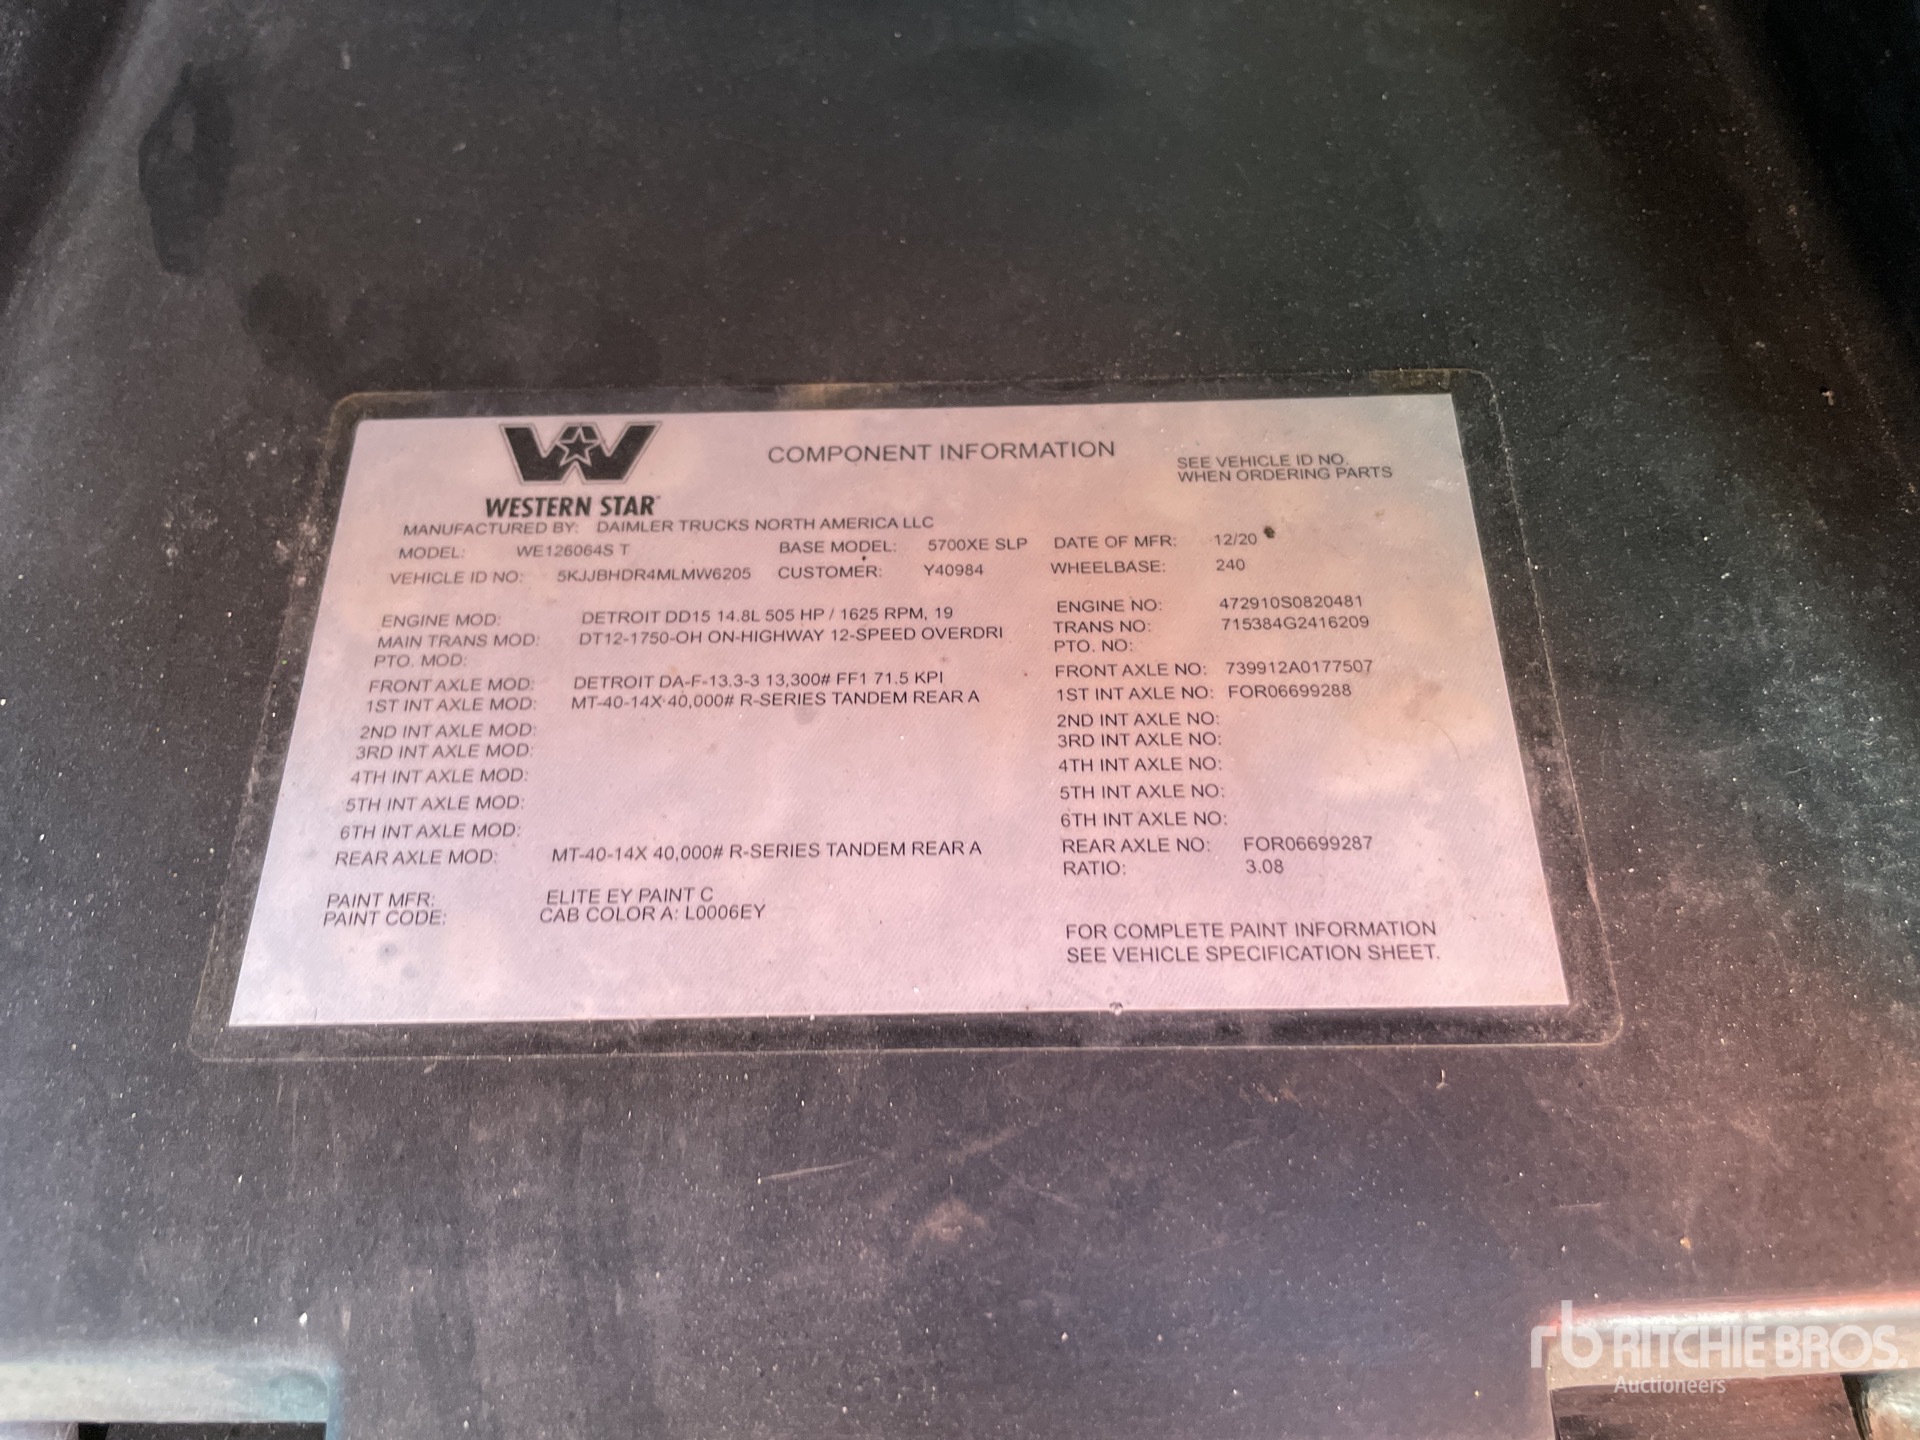 COMPONENT INFORMATION
SEE VEHICLE ID NO.
WHEN ORDERING PARTS
WESTERN STAR
MANUFACTURED BY: DAIMLER TRUCKS NORTH AMERICA LLC
MODEL: WE126064S T BASE MODEL: 5700XE SLP DATE OF MFR: 12/20
VEHICLE ID NO: 5KJJBHDR4MLMW6205 CUSTOMER: Y40984 WHEELBASE: 240
ENGINE MOD: DETROIT DD15 14.8L 505 HP / 1625 RPM, 19 ENGINE NO: 472910S0820481
MAIN TRANS MOD: DT12-1750-OH ON-HIGHWAY 12-SPEED OVERDRI TRANS NO: 715384G2416209
PTO. MOD: PTO. NO:
FRONT AXLE MOD: DETROIT DA-F-13.3-3 13,300# FF1 71.5 KPI FRONT AXLE NO: 739912A0177507
1ST INT AXLE MOD: MT-40-14X 40,000# R-SERIES TANDEM REAR A 1ST INT AXLE NO: FOR06699288
2ND INT AXLE MOD: 2ND INT AXLE NO:
3RD INT AXLE MOD: 3RD INT AXLE NO:
4TH INT AXLE MOD: 4TH INT AXLE NO:
5TH INT AXLE MOD: 5TH INT AXLE NO:
6TH INT AXLE MOD: 6TH INT AXLE NO:
REAR AXLE MOD: MT-40-14X 40,000# R-SERIES TANDEM REAR A REAR AXLE NO: FOR06699287
RATIO: 3.08
PAINT MFR: ELITE EY PAINT C
PAINT CODE: CAB COLOR A: L0006EY
FOR COMPLETE PAINT INFORMATION
SEE VEHICLE SPECIFICATION SHEET.
rb RITCHIE BROS.
Auctioneers